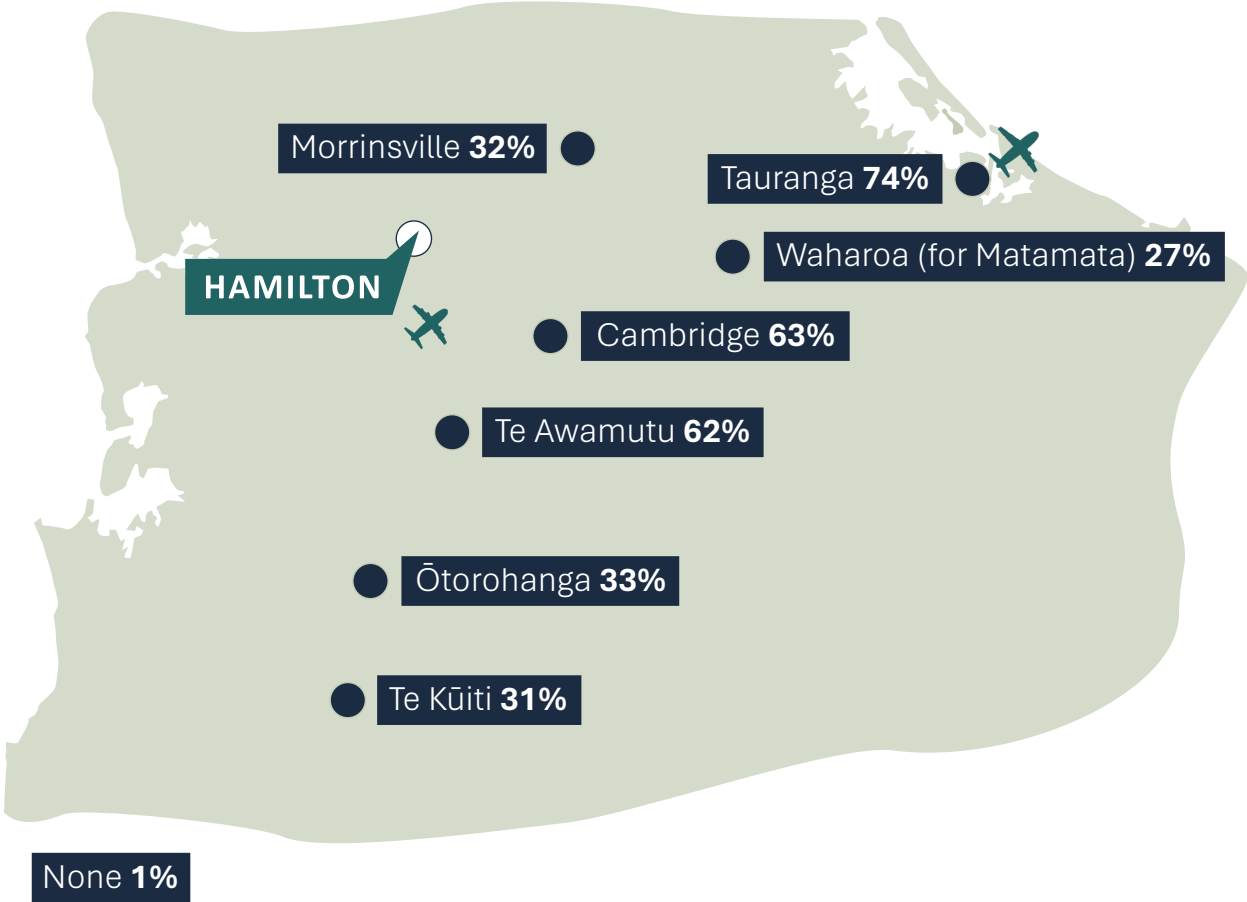 Morrinsville 32%
Tauranga 74%
Waharoa (for Matamata) 27%
HAMILTON
Cambridge 63%
Te Awamutu 62%
Ōtorohanga 33%
Te Kūiti 31%
None 1%